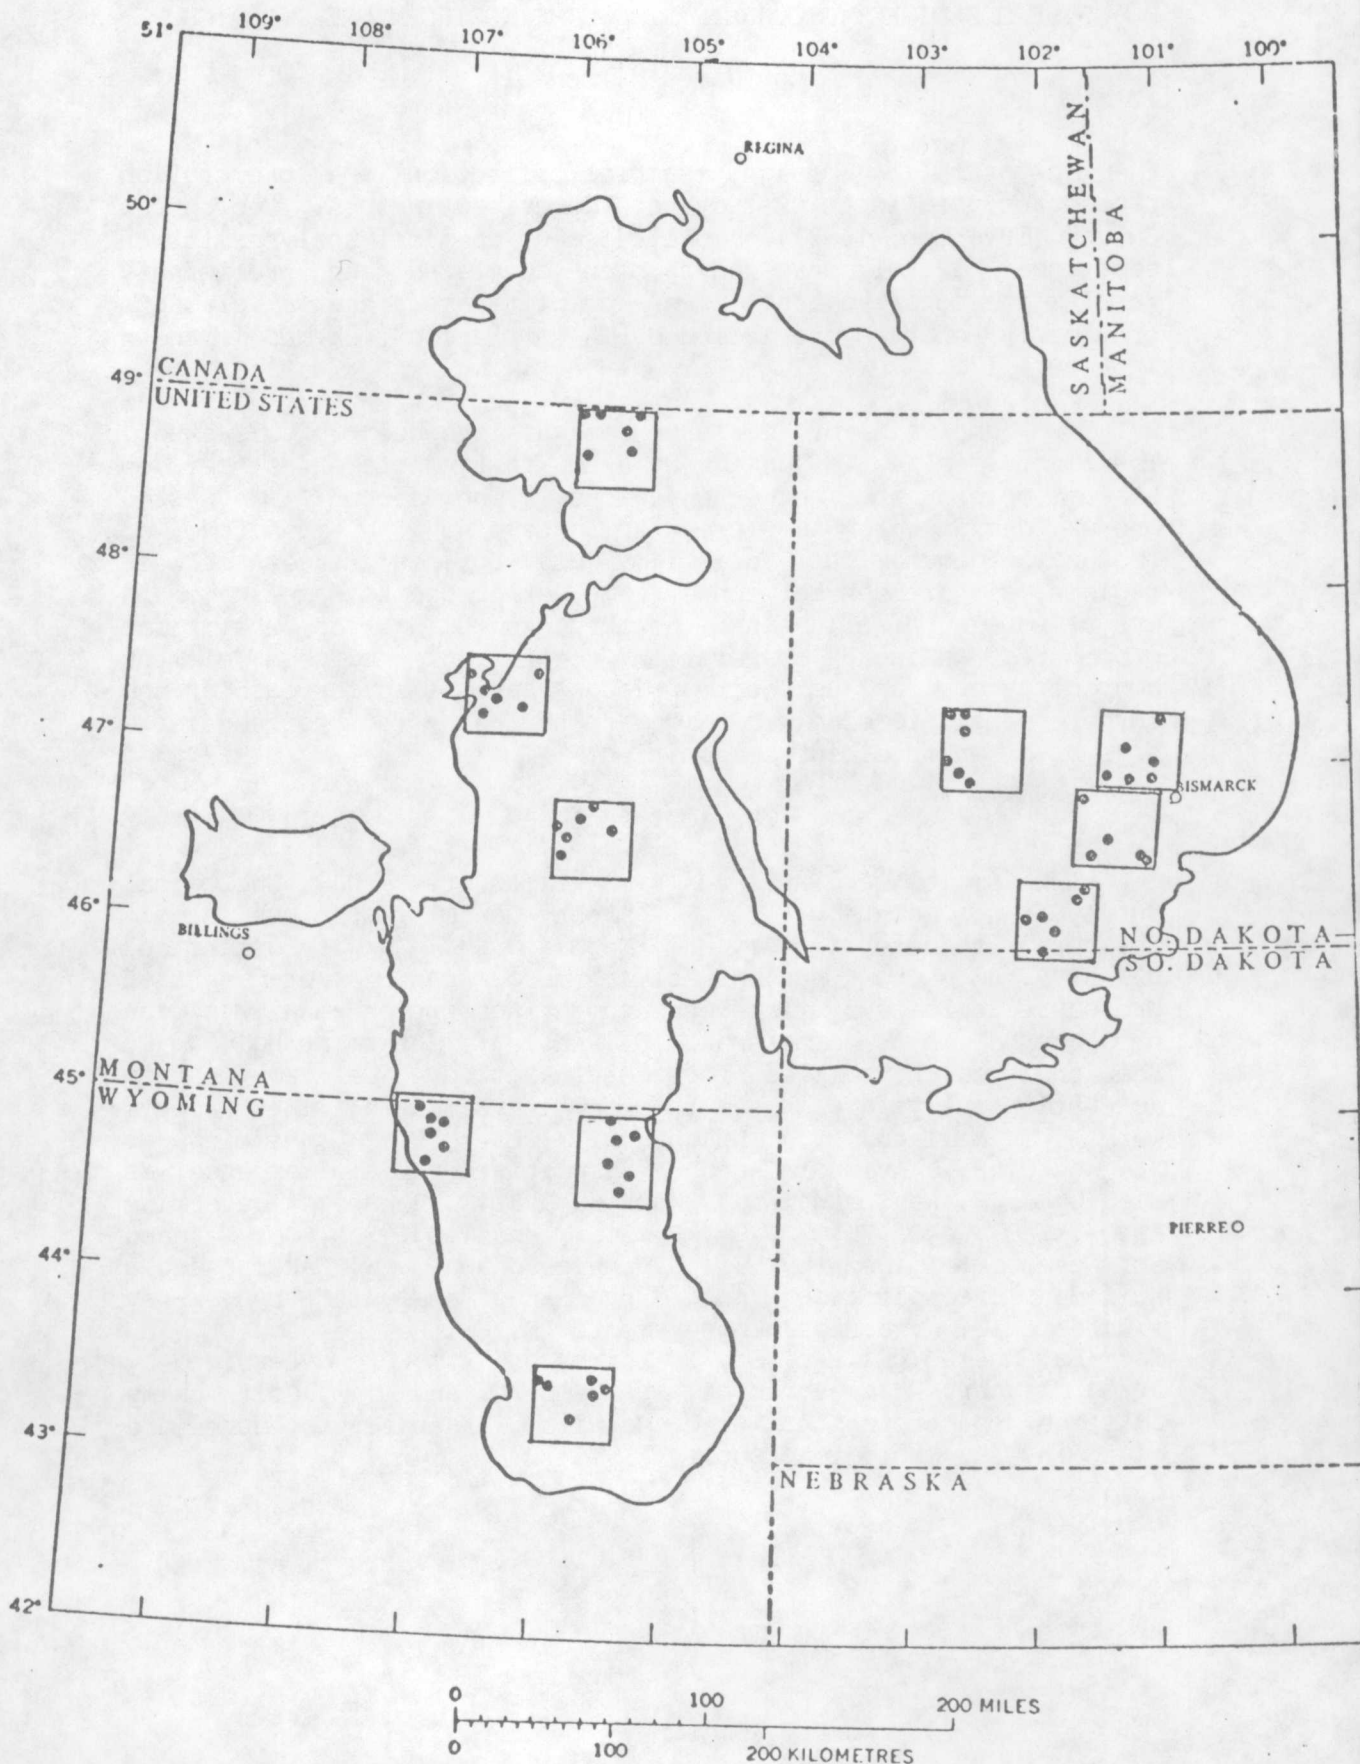 51° 109° 108° 107° 106° 105° 104° 103° 102° 101° 100°
REGINA
SASKATCHEWAN
MANITOBA
50°
49°
CANADA
UNITED STATES
48°
47°
BISMARCK
46°
BILLINGS
NO. DAKOTA
SO. DAKOTA
45°
MONTANA
WYOMING
PIERRE
44°
43°
NEBRASKA
42°
0 100 200 MILES
0 100 200 KILOMETRES